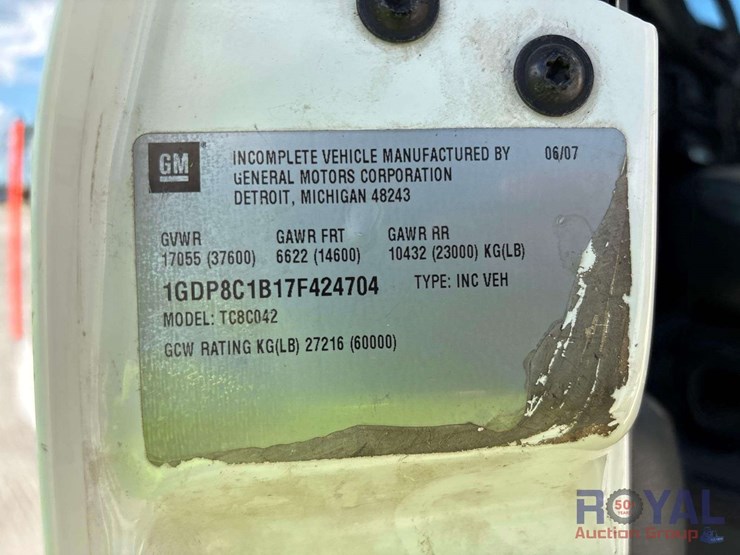 GM
INCOMPLETE VEHICLE MANUFACTURED BY 06/07
GENERAL MOTORS CORPORATION
DETROIT, MICHIGAN 48243
GVWR GAWR FRT GAWR RR
17055 (37600) 6622 (14600) 10432 (23000) KG(LB)
1GDP8C1B17F424704 TYPE: INC VEH
MODEL: TC8C042
GCW RATING KG(LB) 27216 (60000)
ROYAL
50
YEARS
Auction Group